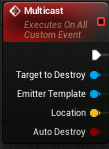 Multicast
Executes On All
Custom Event
Target to Destroy
Emitter Template
Location
Auto Destroy